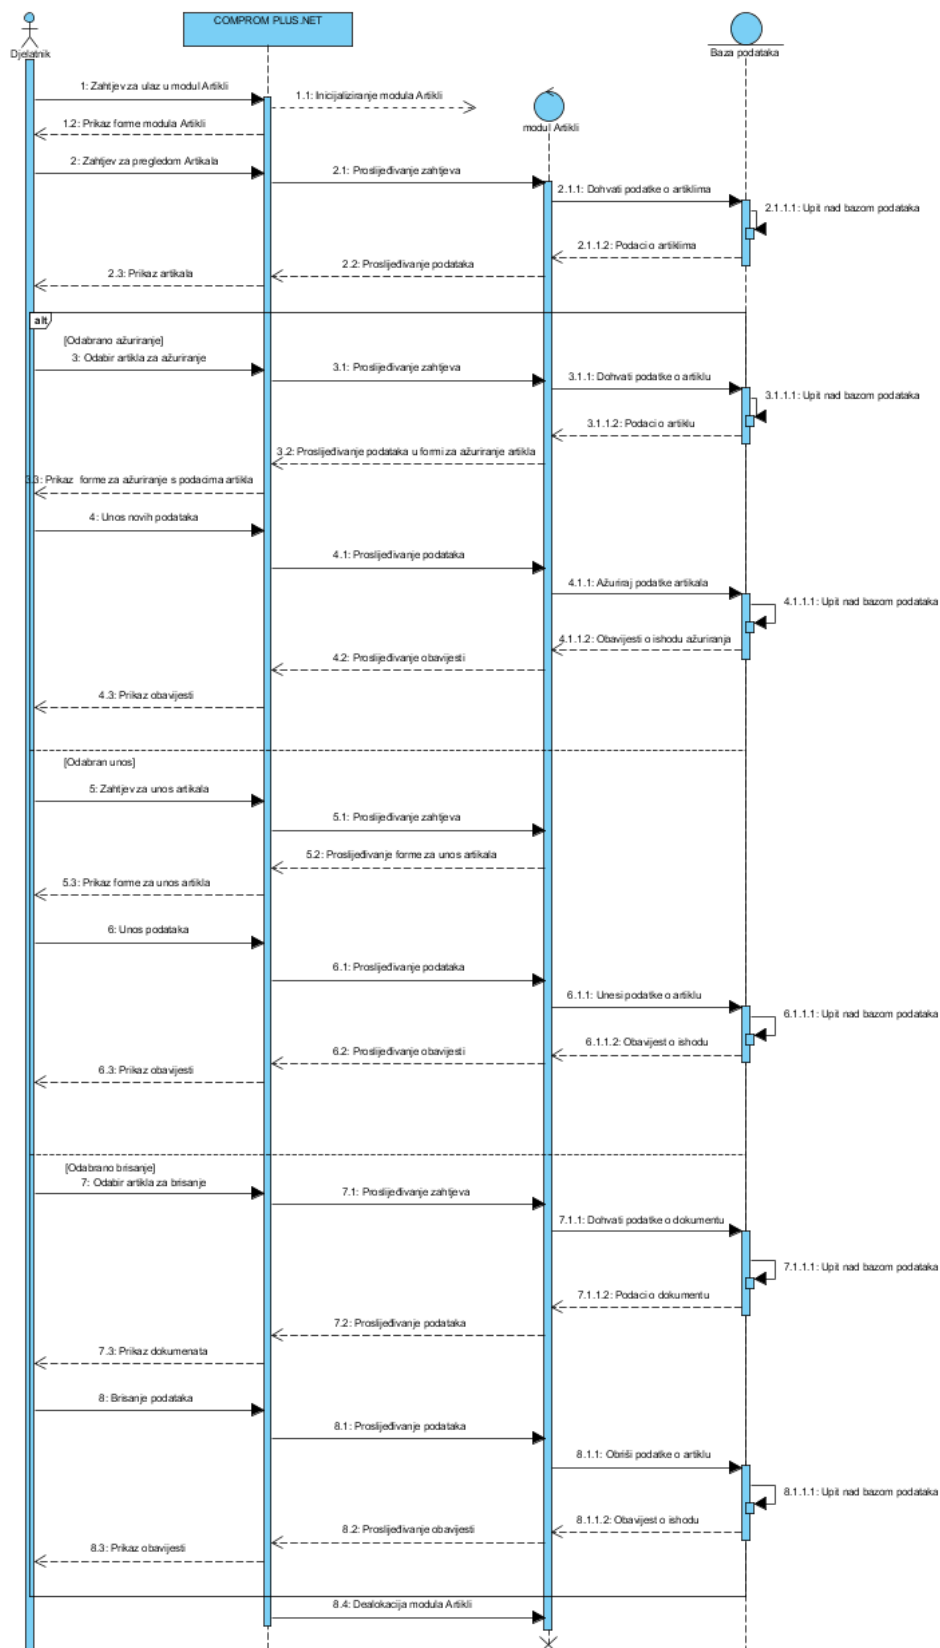 COMPROM PLUS.NET
Djelatnik
Baza podataka
1: Zahtjev za ulaz u modul Artikli
1.1: Inicijaliziranje modula Artikli
modul Artikli
1.2: Prikaz forme modula Artikli
2: Zahtjev za pregledom Artikala
2.1: Proslijeđivanje zahtjeva
2.1.1: Dohvati podatke o artiklima
2.1.1.1: Upit nad bazom podataka
2.1.1.2: Podaci o artiklima
2.2: Proslijeđivanje podataka
2.3: Prikaz artikala
alt
[Odabrano ažuriranje]
3: Odabir artikla za ažuriranje
3.1: Proslijeđivanje zahtjeva
3.1.1: Dohvati podatke o artiklu
3.1.1.1: Upit nad bazom podataka
3.1.1.2: Podaci o artiklu
3.2: Proslijeđivanje podataka u formi za ažuriranje artikla
3.3: Prikaz forme za ažuriranje s podacima artikla
4: Unos novih podataka
4.1: Proslijeđivanje podataka
4.1.1: Ažuriraj podatke artikala
4.1.1.1: Upit nad bazom podataka
4.1.1.2: Obavijesti o ishodu ažuriranja
4.2: Proslijeđivanje obavijesti
4.3: Prikaz obavijesti
[Odabran unos]
5: Zahtjev za unos artikala
5.1: Proslijeđivanje zahtjeva
5.2: Proslijeđivanje forme za unos artikala
5.3: Prikaz forme za unos artikla
6: Unos podataka
6.1: Proslijeđivanje podataka
6.1.1: Unesi podatke o artiklu
6.1.1.1: Upit nad bazom podataka
6.1.1.2: Obavijest o ishodu
6.2: Proslijeđivanje obavijesti
6.3: Prikaz obavijesti
[Odabrano brisanje]
7: Odabir artikla za brisanje
7.1: Proslijeđivanje zahtjeva
7.1.1: Dohvati podatke o dokumentu
7.1.1.1: Upit nad bazom podataka
7.1.1.2: Podaci o dokumentu
7.2: Proslijeđivanje podataka
7.3: Prikaz dokumenata
8: Brisanje podataka
8.1: Proslijeđivanje podataka
8.1.1: Obriši podatke o artiklu
8.1.1.1: Upit nad bazom podataka
8.1.1.2: Obavijest o ishodu
8.2: Proslijeđivanje obavijesti
8.3: Prikaz obavijesti
8.4: Dealokacija modula Artikli